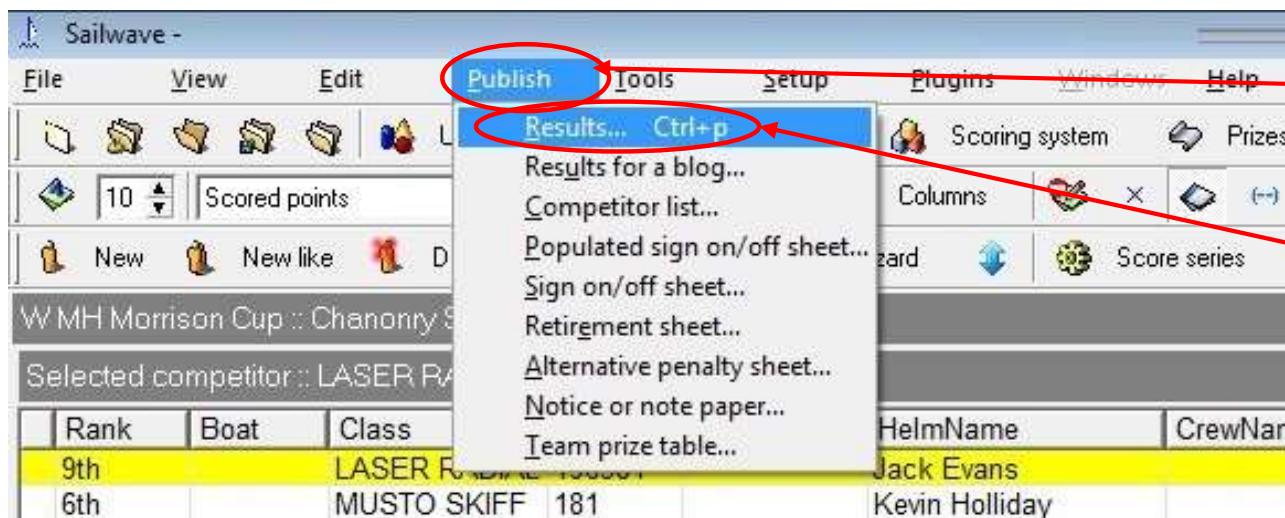 Sailwave -
File View Edit Publish Tools Setup Plugins Windows Help
Results... Ctrl+p
Scoring system Prizes
Results for a blog...
10 Scored points Columns
Competitor list...
Populated sign on/off sheet...
New New like Score series
Sign on/off sheet...
W MH Morrison Cup :: Chanonry
Retirement sheet...
Alternative penalty sheet...
Selected competitor :: LASER
Notice or note paper...
Rank Boat Class HelmName
Team prize table...
9th LASER Jack Evans
6th MUSTO SKIFF 181 Kevin Holliday